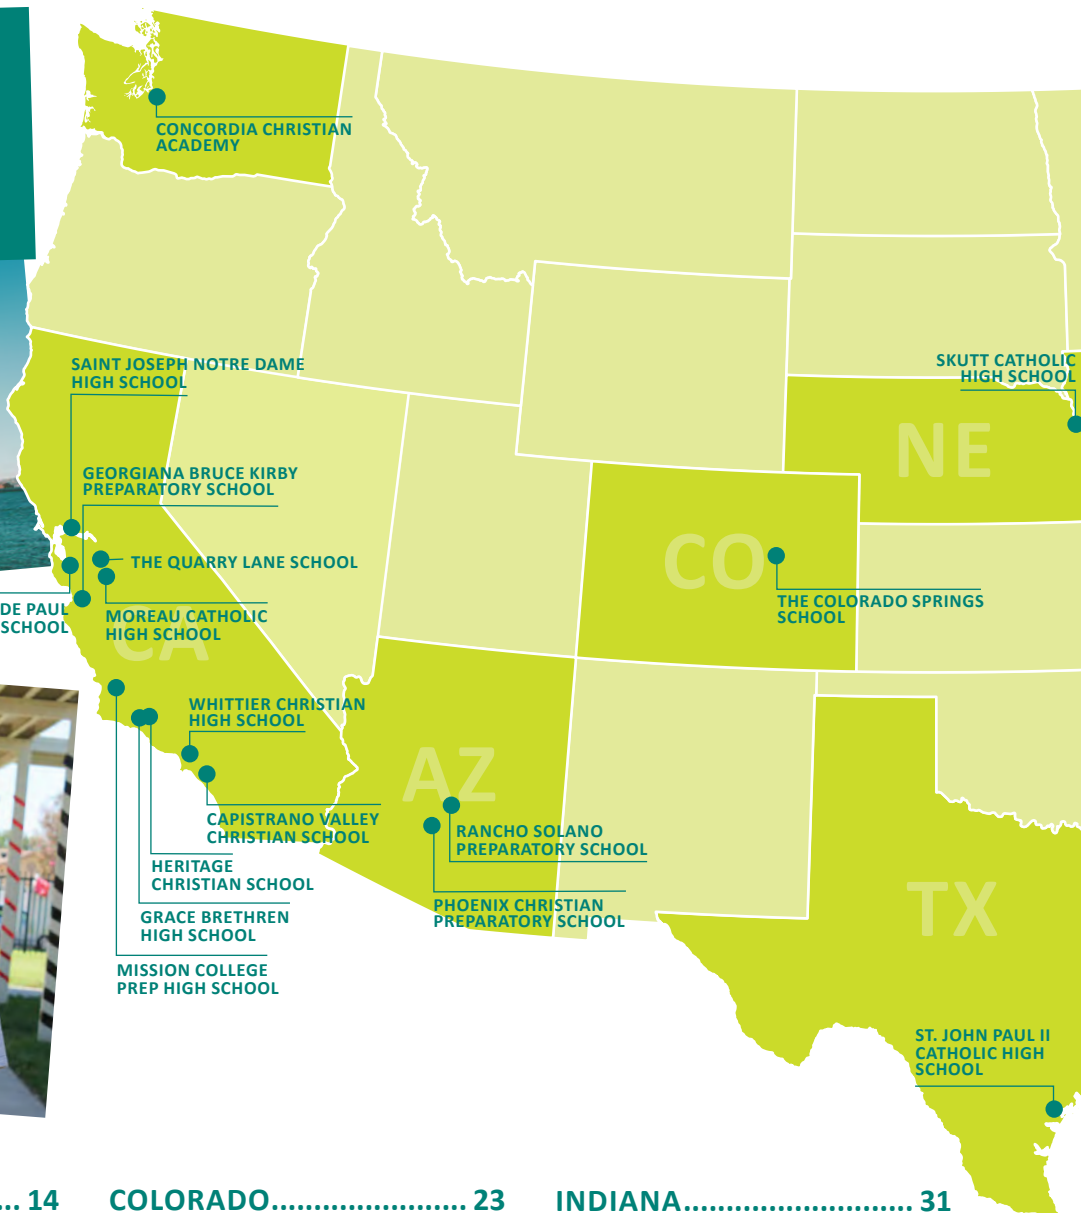 CONCORDIA CHRISTIAN
ACADEMY
SAINT JOSEPH NOTRE DAME
HIGH SCHOOL
SKUTT CATHOLIC
HIGH SCHOOL
NE
GEORGIANA BRUCE KIRBY
PREPARATORY SCHOOL
THE QUARRY LANE SCHOOL
CO
THE COLORADO SPRINGS
SCHOOL
DE PAUL
SCHOOL
MOREAU CATHOLIC
HIGH SCHOOL
CA
WHITTIER CHRISTIAN
HIGH SCHOOL
AZ
CAPISTRANO VALLEY
CHRISTIAN SCHOOL
RANCHO SOLANO
PREPARATORY SCHOOL
HERITAGE
CHRISTIAN SCHOOL
PHOENIX CHRISTIAN
PREPARATORY SCHOOL
TX
GRACE BRETHREN
HIGH SCHOOL
MISSION COLLEGE
PREP HIGH SCHOOL
ST. JOHN PAUL II
CATHOLIC HIGH
SCHOOL
... 14
COLORADO....................... 23
INDIANA........................... 31